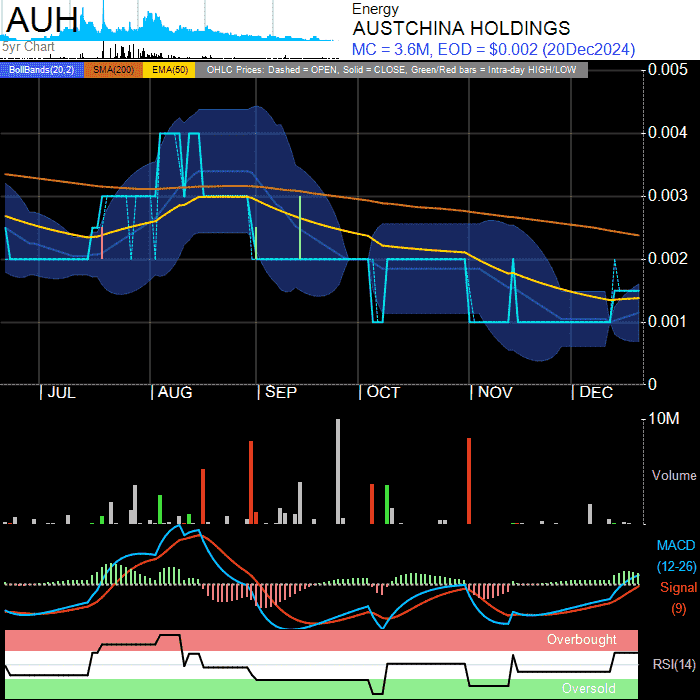 AUH
5yr Chart
Energy
AUSTCHINA HOLDINGS
MC = 3.6M, EOD = $0.002 (20Dec2024)
BollBands(20,2) SMA(200) EMA(50) OHLC Prices: Dashed = OPEN, Solid = CLOSE, Green/Red bars = Intra-day HIGH/LOW
0.005
0.004
0.003
0.002
0.001
0
JUL AUG SEP OCT NOV DEC
10M
Volume
MACD
(12-26)
Signal
(9)
Overbought
RSI(14)
Oversold